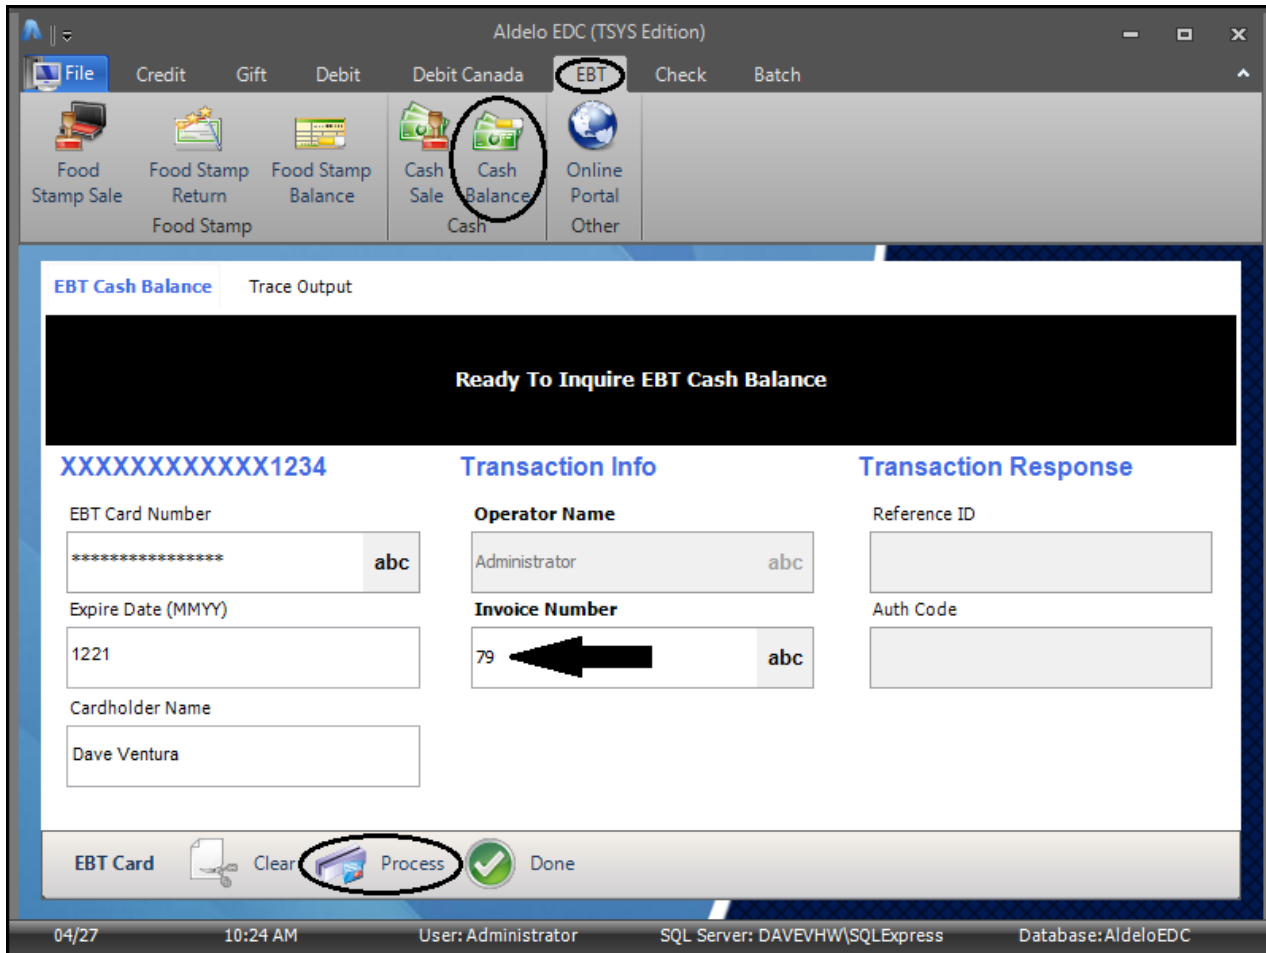 Aldelo EDC (TSYS Edition)
File Credit Gift Debit Debit Canada EBT Check Batch
Food Stamp Sale
Food Stamp Return
Food Stamp Balance
Food Stamp
Cash Sale
Cash Balance
Cash
Online Portal
Other
EBT Cash Balance Trace Output
Ready To Inquire EBT Cash Balance
XXXXXXXXXXXX1234
EBT Card Number
**************** abc
Expire Date (MMYY)
1221
Cardholder Name
Dave Ventura
Transaction Info
Operator Name
Administrator abc
Invoice Number
79 abc
Transaction Response
Reference ID
Auth Code
EBT Card Clear Process Done
04/27 10:24 AM User: Administrator SQL Server: DAVEVHW\SQLExpress Database:AldeloEDC